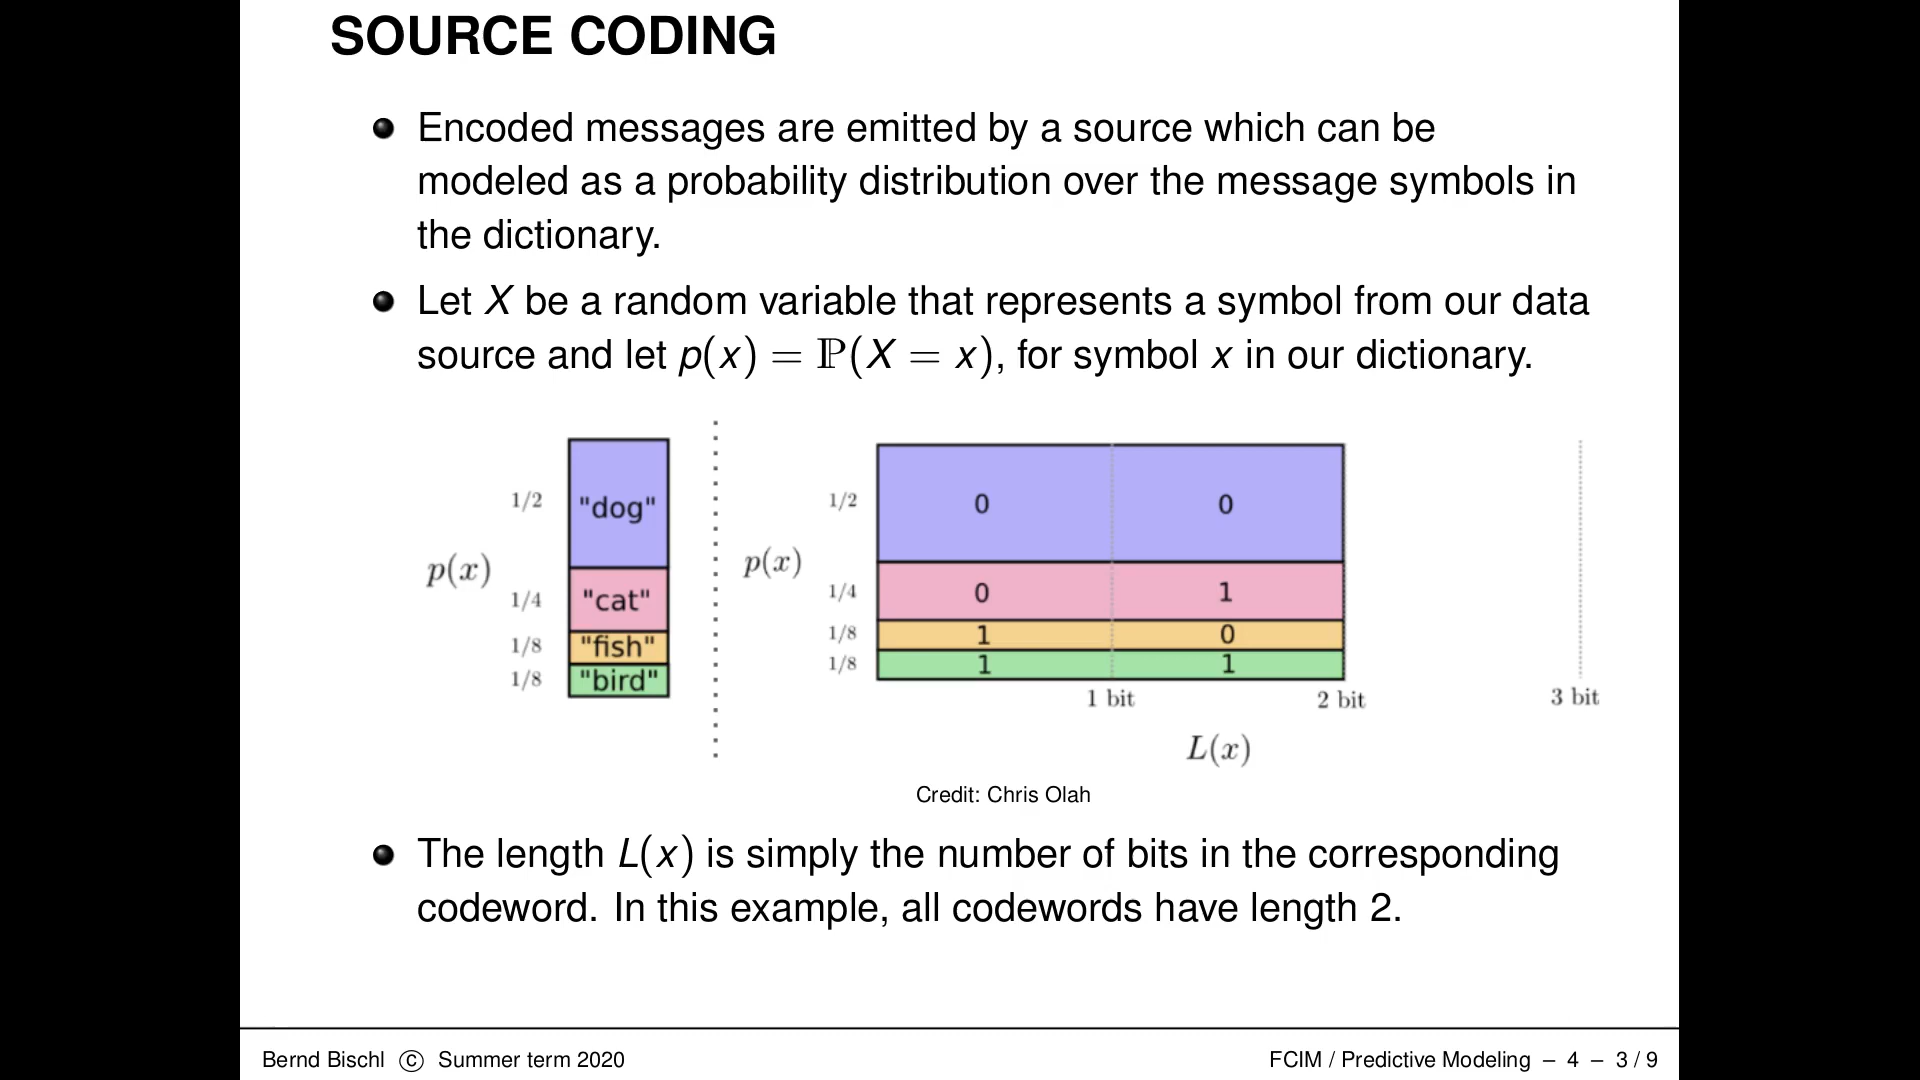 SOURCE CODING
Encoded messages are emitted by a source which can be
modeled as a probability distribution over the message symbols in
the dictionary.
Let X be a random variable that represents a symbol from our data
source and let p(x) = ℙ(X = x), for symbol x in our dictionary.
p(x)
1/2 "dog"
1/4 "cat"
1/8 "fish"
1/8 "bird"
p(x)
1/2 0 0
1/4 0 1
1/8 1 0
1/8 1 1
1 bit 2 bit 3 bit
L(x)
Credit: Chris Olah
The length L(x) is simply the number of bits in the corresponding
codeword. In this example, all codewords have length 2.
Bernd Bischl © Summer term 2020 FCIM / Predictive Modeling – 4 – 3 / 9